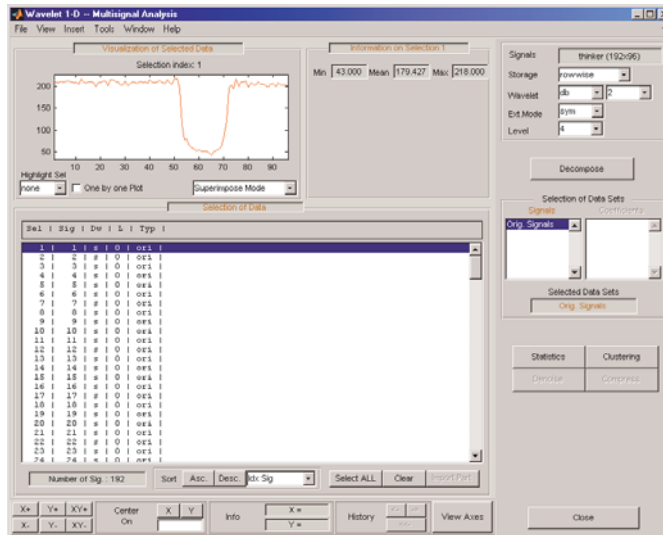 Wavelet 1-D -- Multisignal Analysis
File View Insert Tools Window Help
Visualization of Selected Data
Selection index: 1
200
150
100
50
10 20 30 40 50 60 70 80 90
Highlight Sel
none One by one Plot Superimpose Mode
Information on Selection 1
Min 43.000 Mean 179.427 Max 218.000
Signals thinker (192x96)
Storage rowwise
Wavelet db 2
Ext.Mode sym
Level 4
Decompose
Selection of Data Sets
Signals Coefficients
Orig. Signals
Selected Data Sets
Orig. Signals
Statistics Clustering
Denoise Compress
Close
Selection of Data
Sel | Sig | Dw | L | Typ |
1 | 1 | s | 0 | ori |
2 | 2 | s | 0 | ori |
3 | 3 | s | 0 | ori |
4 | 4 | s | 0 | ori |
5 | 5 | s | 0 | ori |
6 | 6 | s | 0 | ori |
7 | 7 | s | 0 | ori |
8 | 8 | s | 0 | ori |
9 | 9 | s | 0 | ori |
10 | 10 | s | 0 | ori |
11 | 11 | s | 0 | ori |
12 | 12 | s | 0 | ori |
13 | 13 | s | 0 | ori |
14 | 14 | s | 0 | ori |
15 | 15 | s | 0 | ori |
16 | 16 | s | 0 | ori |
17 | 17 | s | 0 | ori |
18 | 18 | s | 0 | ori |
19 | 19 | s | 0 | ori |
20 | 20 | s | 0 | ori |
21 | 21 | s | 0 | ori |
22 | 22 | s | 0 | ori |
23 | 23 | s | 0 | ori |
24 | 24 | s | 0 | ori |
Number of Sig. : 192 Sort Asc. Desc. Idx Sig Select ALL Clear Import Part
X+ Y+ XY+
X- Y- XY-
Center On X Y
Info X = Y =
History <- -> <<-
View Axes